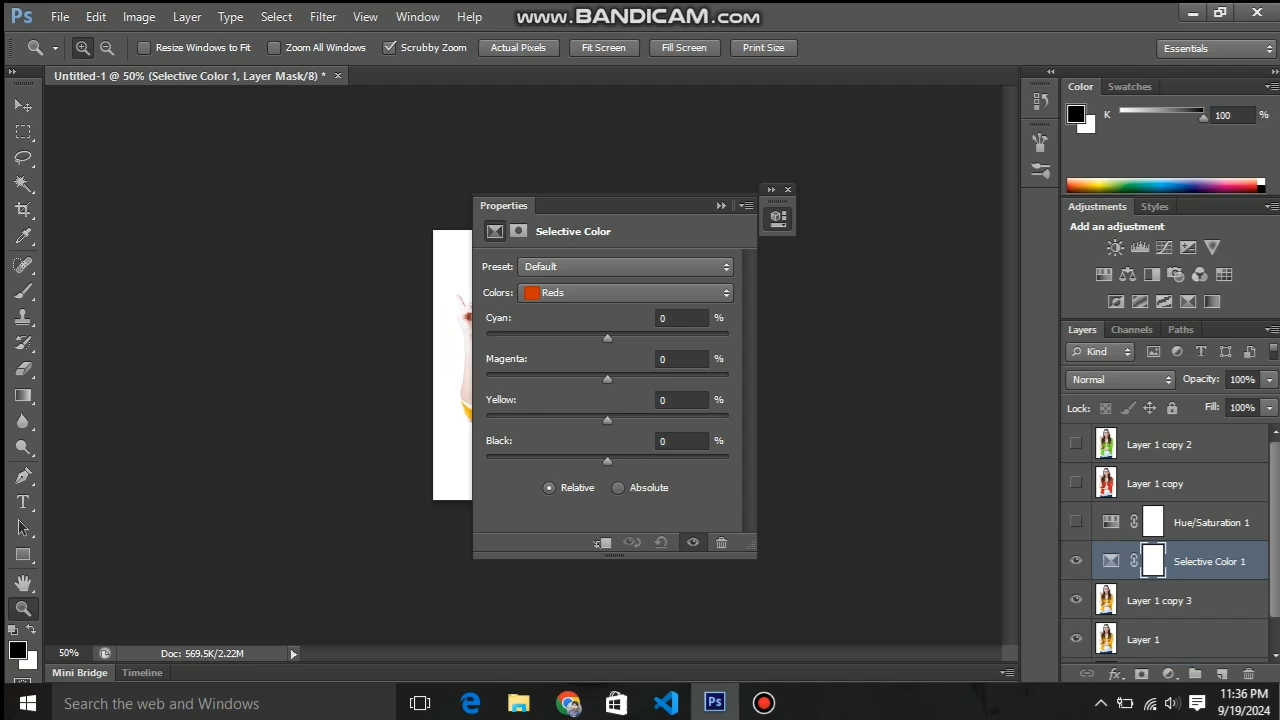 Ps File Edit Image Layer Type Select Filter View Window Help
www.BANDICAM.com
Resize Windows to Fit Zoom All Windows Scrubby Zoom Actual Pixels Fit Screen Fill Screen Print Size Essentials
Untitled-1 @ 50% (Selective Color 1, Layer Mask/8) * ×
Color Swatches
K 100 %
Adjustments Styles
Add an adjustment
Properties
Selective Color
Preset: Default
Colors: Reds
Cyan: 0 %
Magenta: 0 %
Yellow: 0 %
Black: 0 %
Relative Absolute
Layers Channels Paths
Kind
Normal Opacity: 100%
Lock: Fill: 100%
Layer 1 copy 2
Layer 1 copy
Hue/Saturation 1
Selective Color 1
Layer 1 copy 3
Layer 1
50% Doc: 569.5K/2.22M
Mini Bridge Timeline
Search the web and Windows
Ps
11:36 PM
9/19/2024